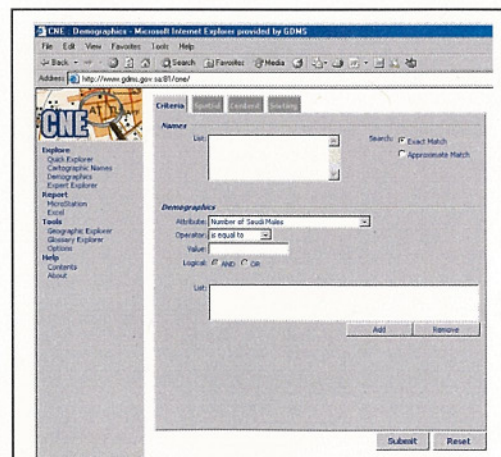 CNE : Demographics - Microsoft Internet Explorer provided by GDMS
File Edit View Favorites Tools Help
Back Search Favorites Media
Address http://www.gdms.gov.sa:81/cne/
CNE
Explore
Quick Explorer
Cartographic Names
Demographics
Expert Explorer
Report
MicroStation
Excel
Tools
Geographic Explorer
Glossary Explorer
Options
Help
Contents
About
Criteria Spatial Sorting
Names
List: Search: Exact Match
Approximate Match
Demographics
Attribute: Number of Saudi Males
Operator: is equal to
Value:
Logical: AND OR
List:
Add Remove
Submit Reset